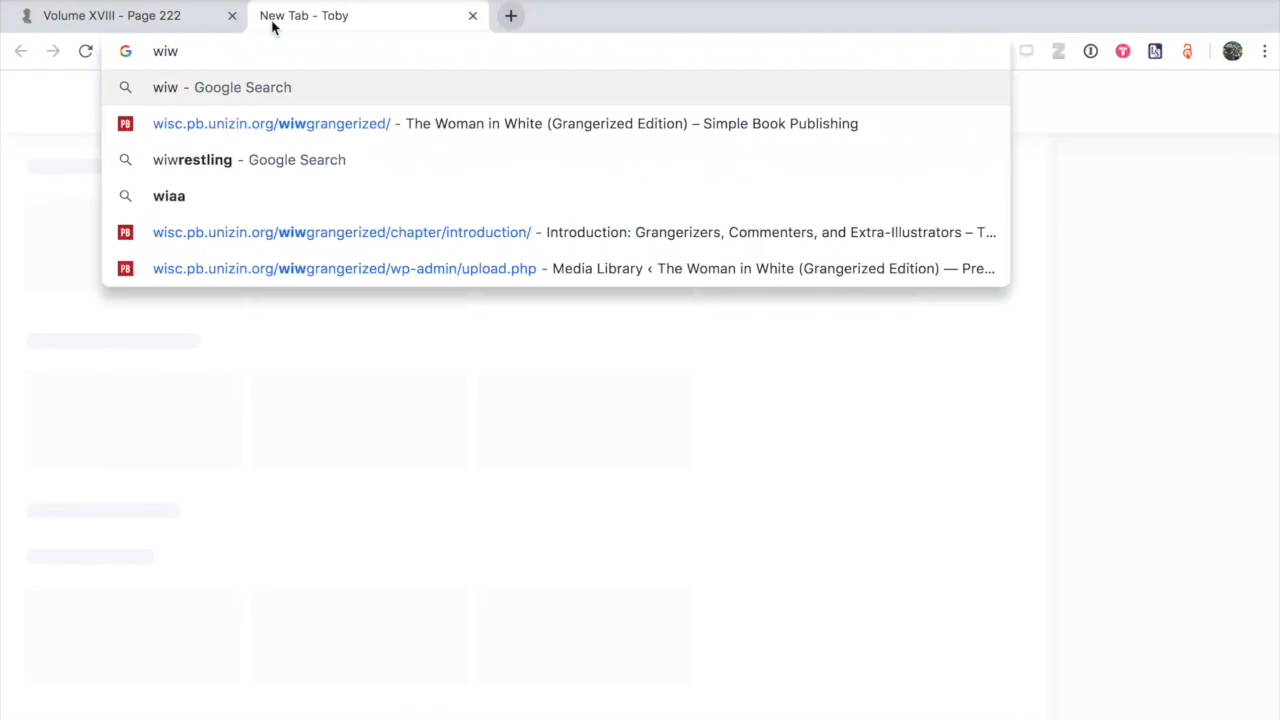 Volume XVIII - Page 222
New Tab - Toby
G wiw
wiw - Google Search
PB wisc.pb.unizin.org/wiwgrangerized/ - The Woman in White (Grangerized Edition) – Simple Book Publishing
wiwrestling - Google Search
wiaa
PB wisc.pb.unizin.org/wiwgrangerized/chapter/introduction/ - Introduction: Grangerizers, Commenters, and Extra-Illustrators – T...
PB wisc.pb.unizin.org/wiwgrangerized/wp-admin/upload.php - Media Library ‹ The Woman in White (Grangerized Edition) — Pre...